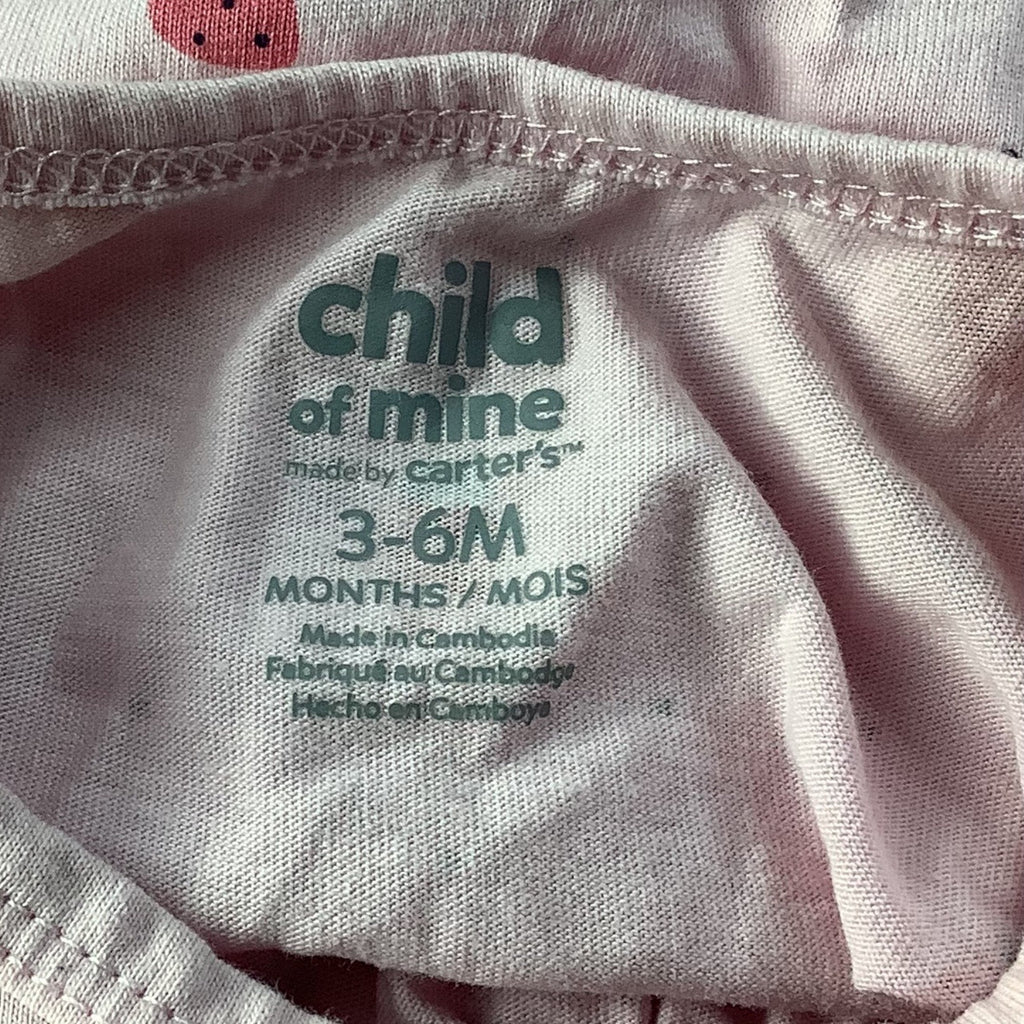 child
of mine
made by carter's™
3-6M
MONTHS / MOIS
Made in Cambodia
Fabriqué au Cambodge
Hecho en Camboya